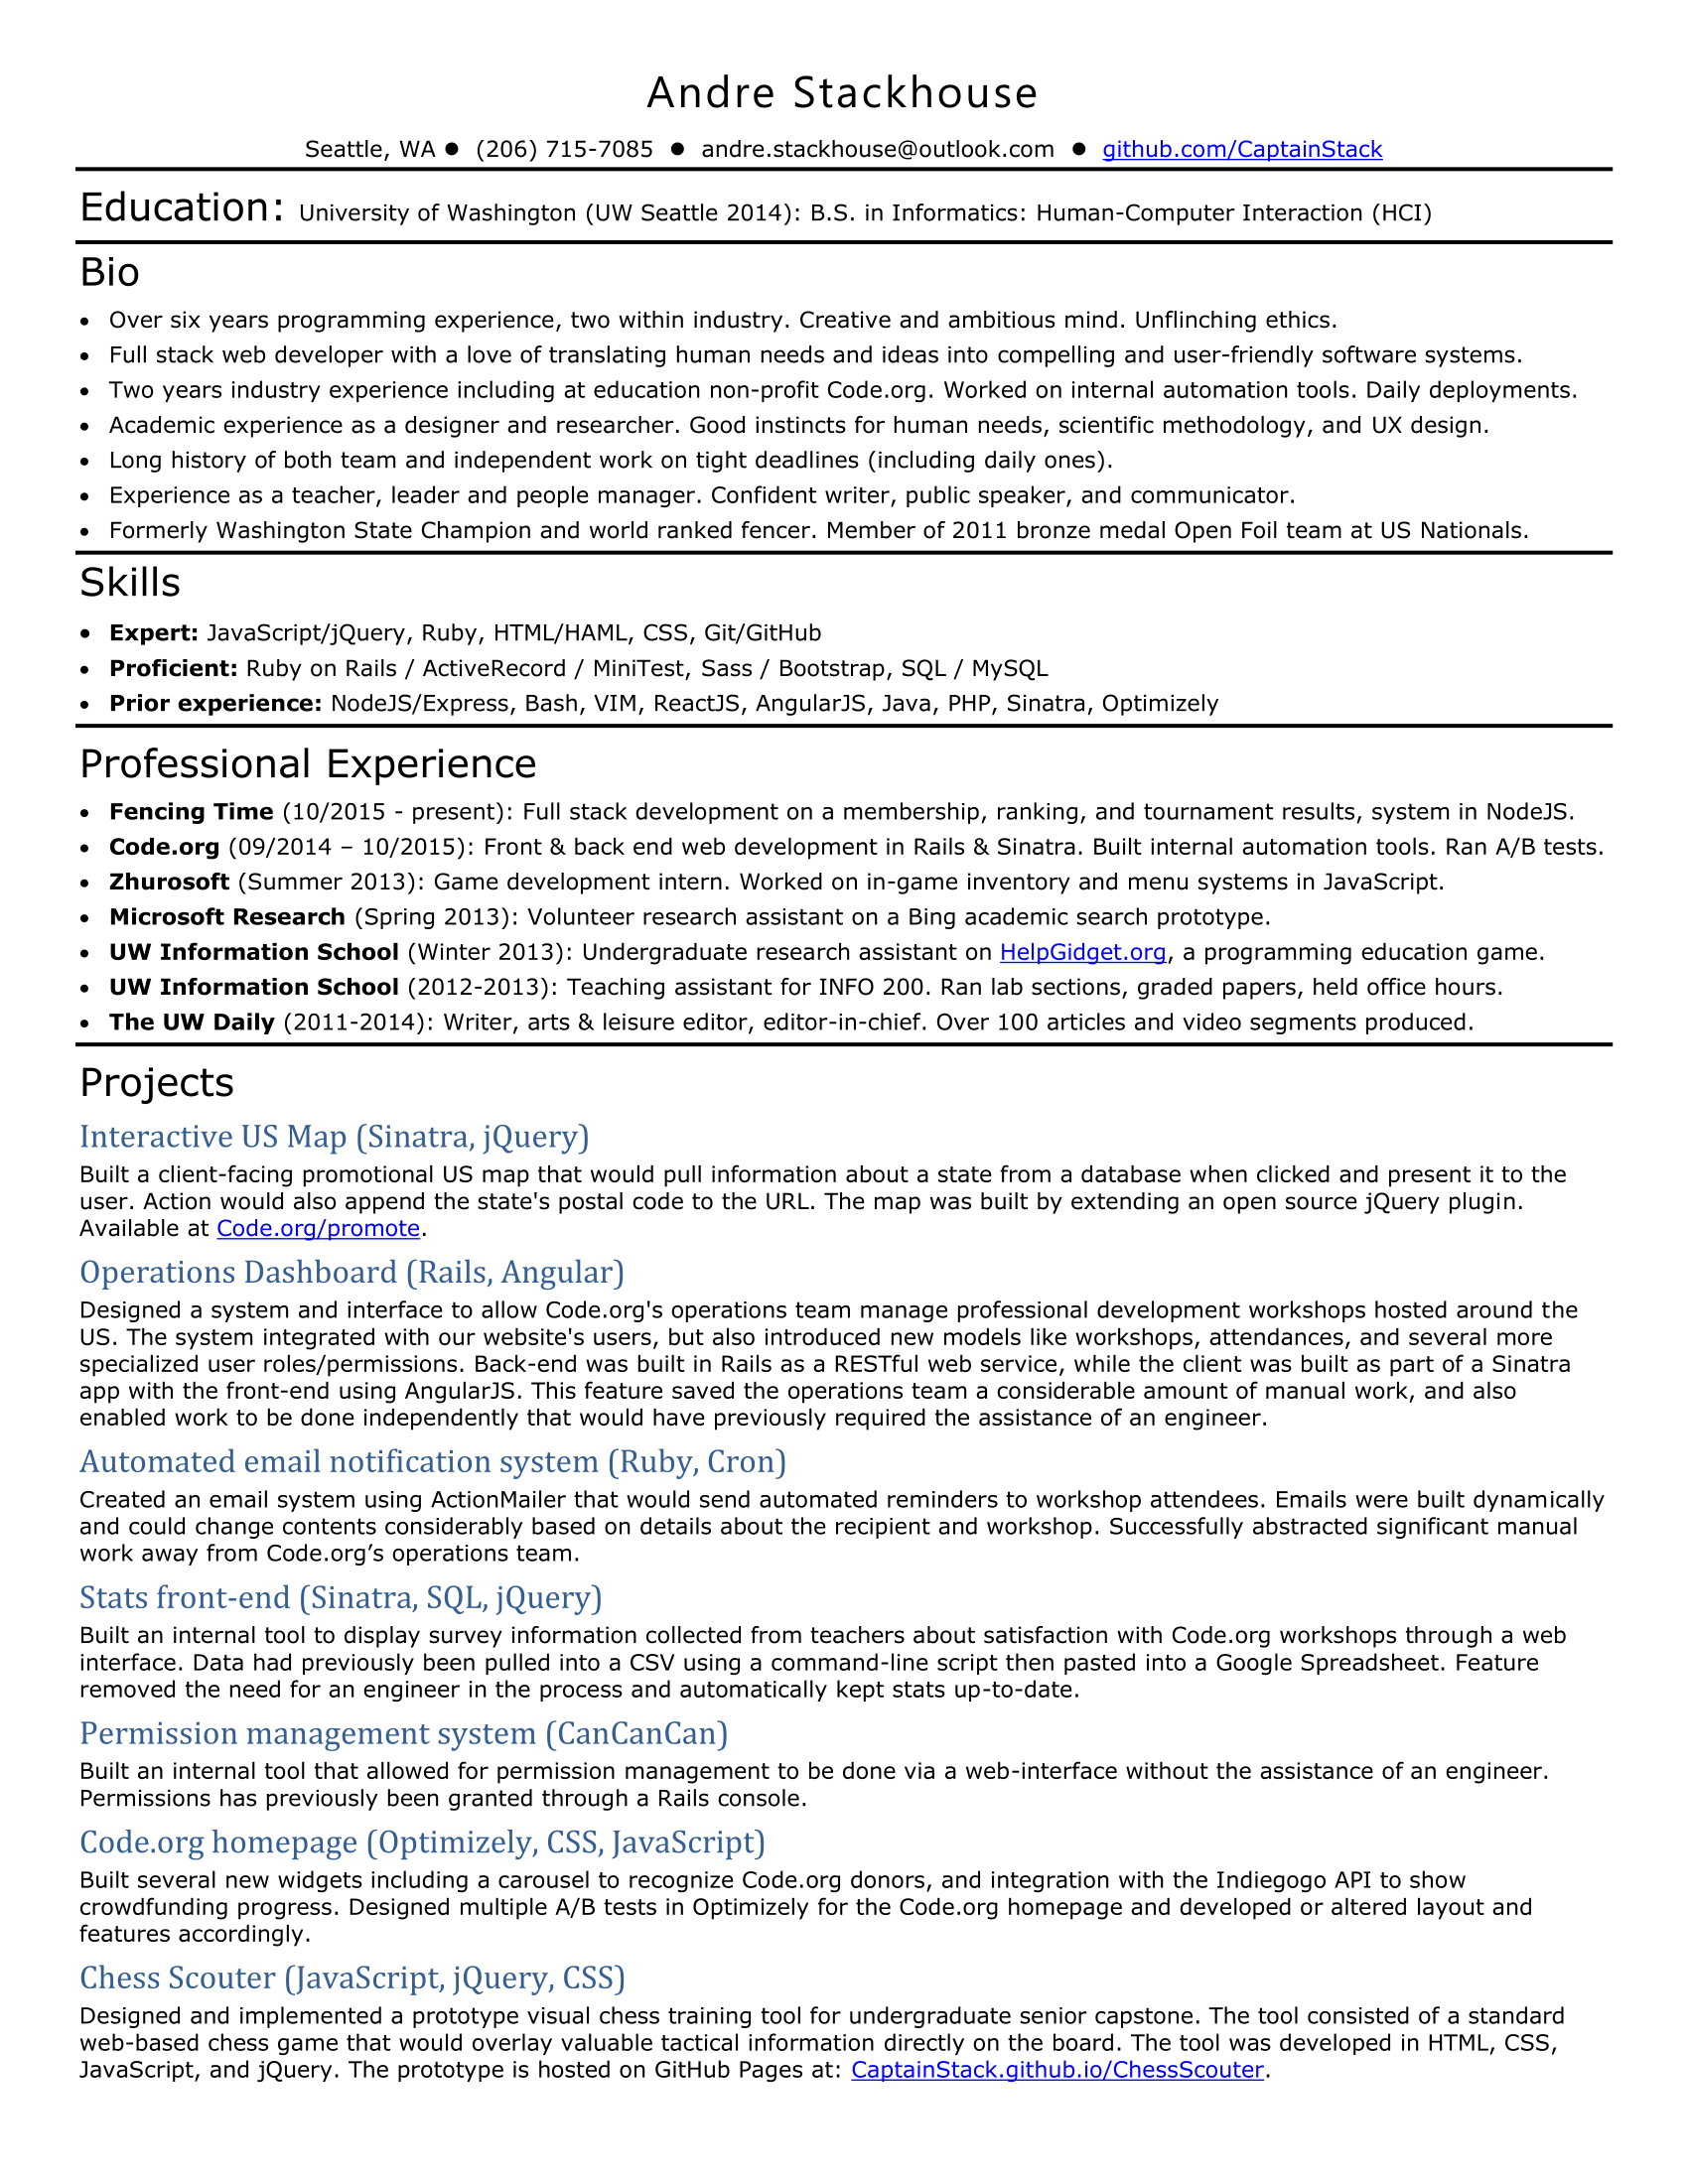 Andre Stackhouse
Seattle, WA ● (206) 715-7085 ● andre.stackhouse@outlook.com ● github.com/CaptainStack
Education: University of Washington (UW Seattle 2014): B.S. in Informatics: Human-Computer Interaction (HCI)
Bio
• Over six years programming experience, two within industry. Creative and ambitious mind. Unflinching ethics.
• Full stack web developer with a love of translating human needs and ideas into compelling and user-friendly software systems.
• Two years industry experience including at education non-profit Code.org. Worked on internal automation tools. Daily deployments.
• Academic experience as a designer and researcher. Good instincts for human needs, scientific methodology, and UX design.
• Long history of both team and independent work on tight deadlines (including daily ones).
• Experience as a teacher, leader and people manager. Confident writer, public speaker, and communicator.
• Formerly Washington State Champion and world ranked fencer. Member of 2011 bronze medal Open Foil team at US Nationals.
Skills
• Expert: JavaScript/jQuery, Ruby, HTML/HAML, CSS, Git/GitHub
• Proficient: Ruby on Rails / ActiveRecord / MiniTest, Sass / Bootstrap, SQL / MySQL
• Prior experience: NodeJS/Express, Bash, VIM, ReactJS, AngularJS, Java, PHP, Sinatra, Optimizely
Professional Experience
• Fencing Time (10/2015 - present): Full stack development on a membership, ranking, and tournament results, system in NodeJS.
• Code.org (09/2014 – 10/2015): Front & back end web development in Rails & Sinatra. Built internal automation tools. Ran A/B tests.
• Zhurosoft (Summer 2013): Game development intern. Worked on in-game inventory and menu systems in JavaScript.
• Microsoft Research (Spring 2013): Volunteer research assistant on a Bing academic search prototype.
• UW Information School (Winter 2013): Undergraduate research assistant on HelpGidget.org, a programming education game.
• UW Information School (2012-2013): Teaching assistant for INFO 200. Ran lab sections, graded papers, held office hours.
• The UW Daily (2011-2014): Writer, arts & leisure editor, editor-in-chief. Over 100 articles and video segments produced.
Projects
Interactive US Map (Sinatra, jQuery)
Built a client-facing promotional US map that would pull information about a state from a database when clicked and present it to the
user. Action would also append the state's postal code to the URL. The map was built by extending an open source jQuery plugin.
Available at Code.org/promote.
Operations Dashboard (Rails, Angular)
Designed a system and interface to allow Code.org's operations team manage professional development workshops hosted around the
US. The system integrated with our website's users, but also introduced new models like workshops, attendances, and several more
specialized user roles/permissions. Back-end was built in Rails as a RESTful web service, while the client was built as part of a Sinatra
app with the front-end using AngularJS. This feature saved the operations team a considerable amount of manual work, and also
enabled work to be done independently that would have previously required the assistance of an engineer.
Automated email notification system (Ruby, Cron)
Created an email system using ActionMailer that would send automated reminders to workshop attendees. Emails were built dynamically
and could change contents considerably based on details about the recipient and workshop. Successfully abstracted significant manual
work away from Code.org’s operations team.
Stats front-end (Sinatra, SQL, jQuery)
Built an internal tool to display survey information collected from teachers about satisfaction with Code.org workshops through a web
interface. Data had previously been pulled into a CSV using a command-line script then pasted into a Google Spreadsheet. Feature
removed the need for an engineer in the process and automatically kept stats up-to-date.
Permission management system (CanCanCan)
Built an internal tool that allowed for permission management to be done via a web-interface without the assistance of an engineer.
Permissions has previously been granted through a Rails console.
Code.org homepage (Optimizely, CSS, JavaScript)
Built several new widgets including a carousel to recognize Code.org donors, and integration with the Indiegogo API to show
crowdfunding progress. Designed multiple A/B tests in Optimizely for the Code.org homepage and developed or altered layout and
features accordingly.
Chess Scouter (JavaScript, jQuery, CSS)
Designed and implemented a prototype visual chess training tool for undergraduate senior capstone. The tool consisted of a standard
web-based chess game that would overlay valuable tactical information directly on the board. The tool was developed in HTML, CSS,
JavaScript, and jQuery. The prototype is hosted on GitHub Pages at: CaptainStack.github.io/ChessScouter.